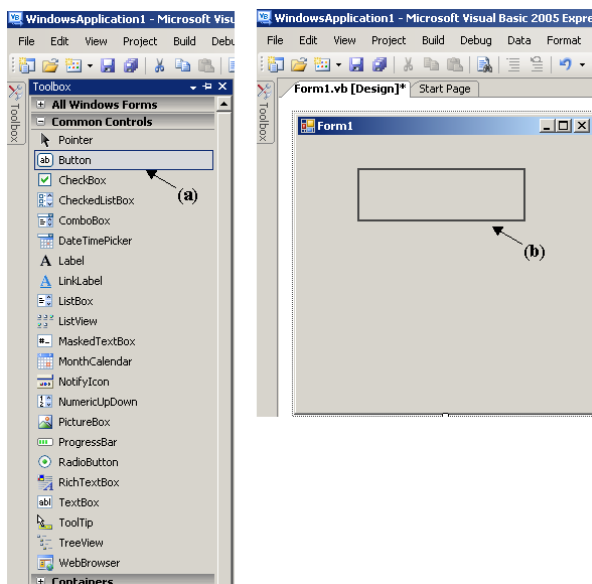 WindowsApplication1 - Microsoft Visu
File Edit View Project Build Debu
Toolbox
Toolbox
All Windows Forms
Common Controls
Pointer
Button
CheckBox
CheckedListBox
ComboBox
DateTimePicker
Label
LinkLabel
ListBox
ListView
MaskedTextBox
MonthCalendar
NotifyIcon
NumericUpDown
PictureBox
ProgressBar
RadioButton
RichTextBox
TextBox
ToolTip
TreeView
WebBrowser
Containers
(a)
WindowsApplication1 - Microsoft Visual Basic 2005 Expre
File Edit View Project Build Debug Data Format
Toolbox
Form1.vb [Design]* Start Page
Form1
(b)